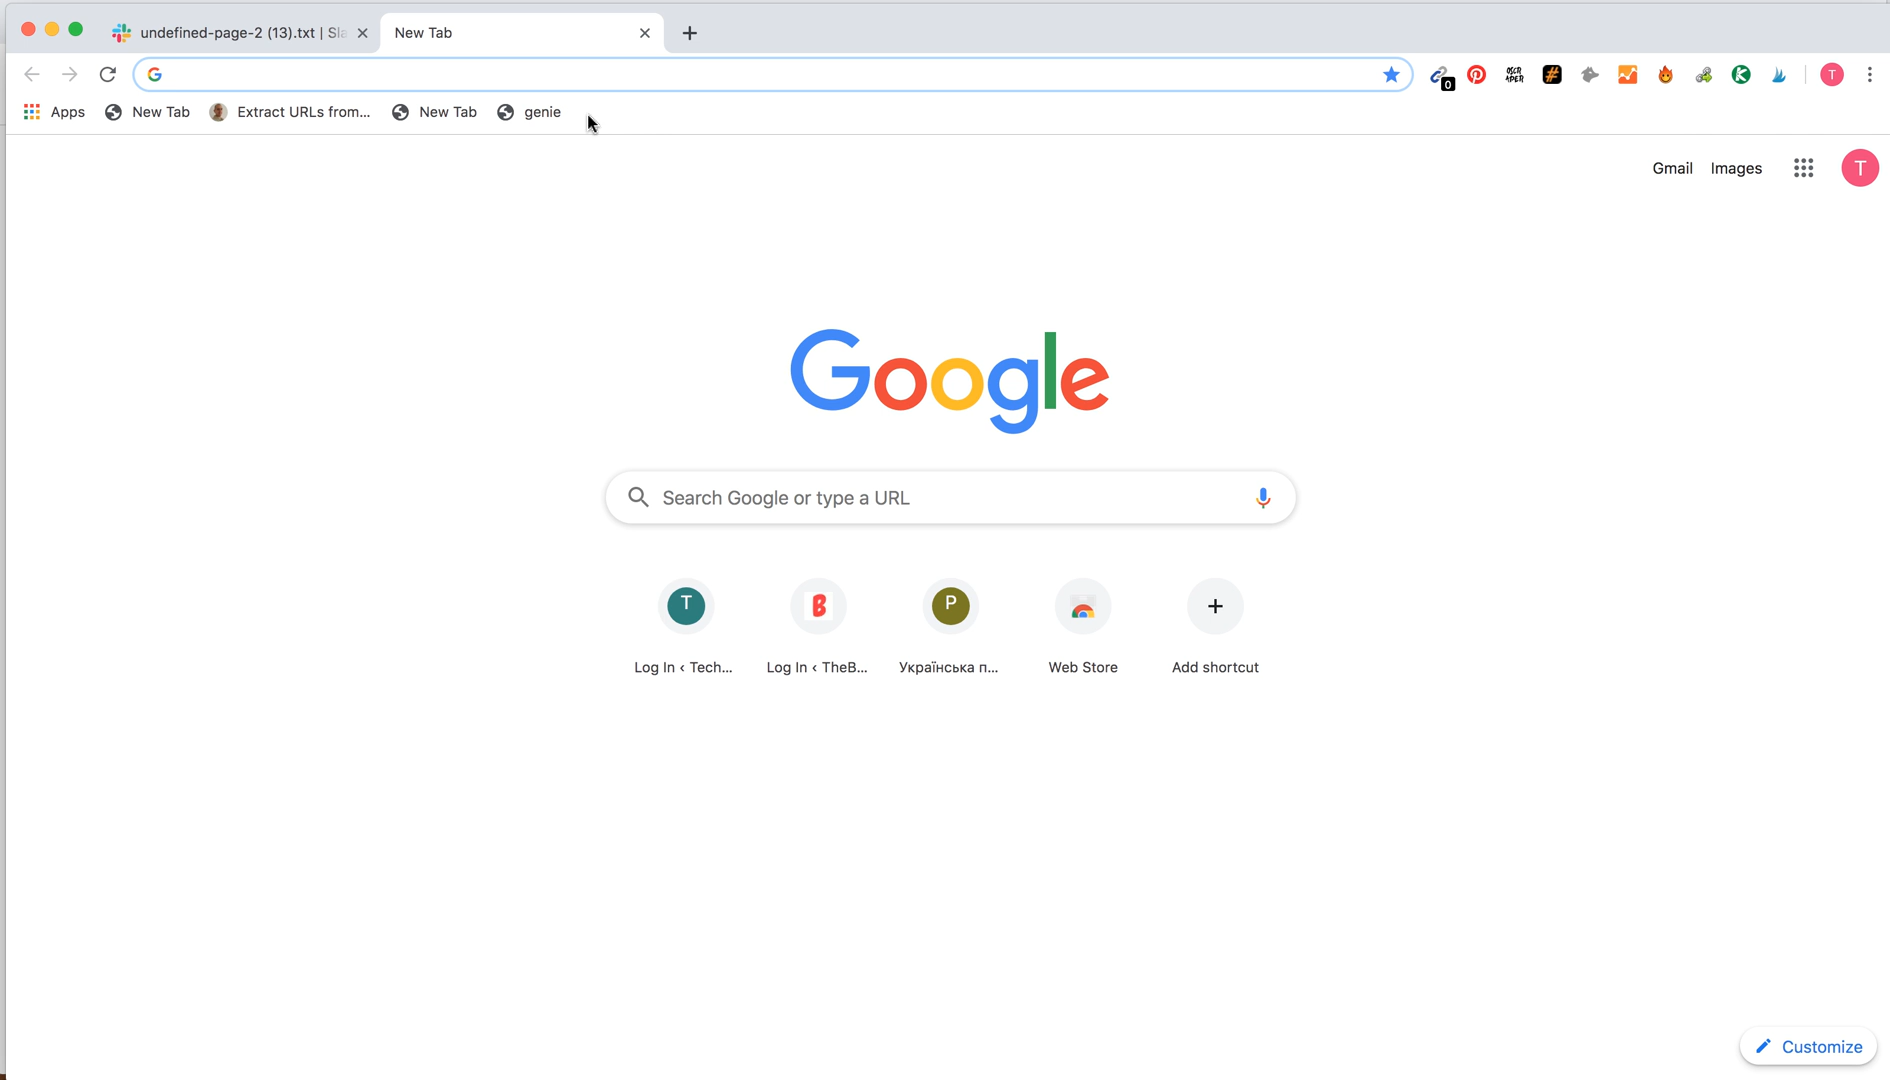 undefined-page-2 (13).txt | Sla
New Tab
0
T
Apps
New Tab
Extract URLs from...
New Tab
genie
Gmail
Images
T
Google
Search Google or type a URL
T
B
P
Log In ‹ Tech...
Log In ‹ TheB...
Українська п...
Web Store
Add shortcut
Customize